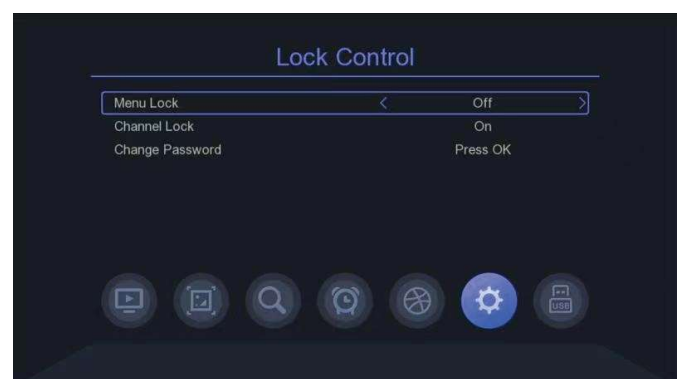 Lock Control
Menu Lock < Off >
Channel Lock On
Change Password Press OK
USB